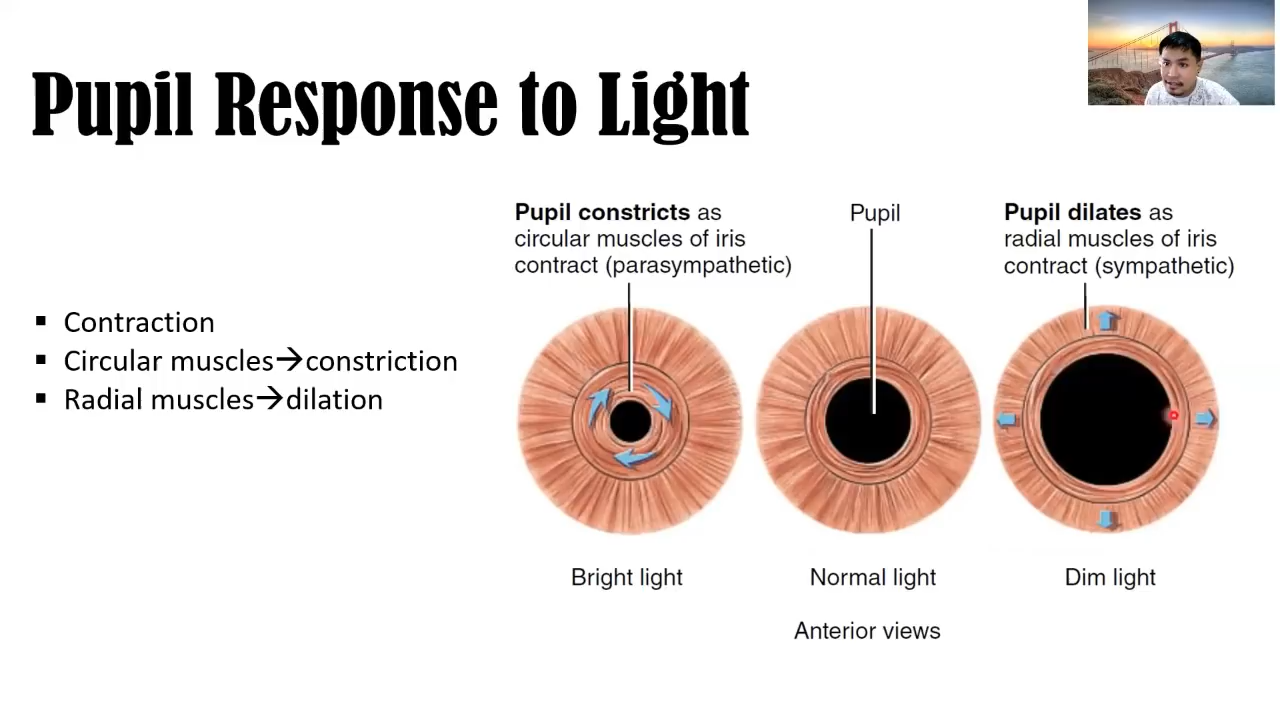 Pupil Response to Light
▪ Contraction
▪ Circular muscles→constriction
▪ Radial muscles→dilation
Pupil constricts as
circular muscles of iris
contract (parasympathetic)
Pupil
Pupil dilates as
radial muscles of iris
contract (sympathetic)
Bright light
Normal light
Dim light
Anterior views